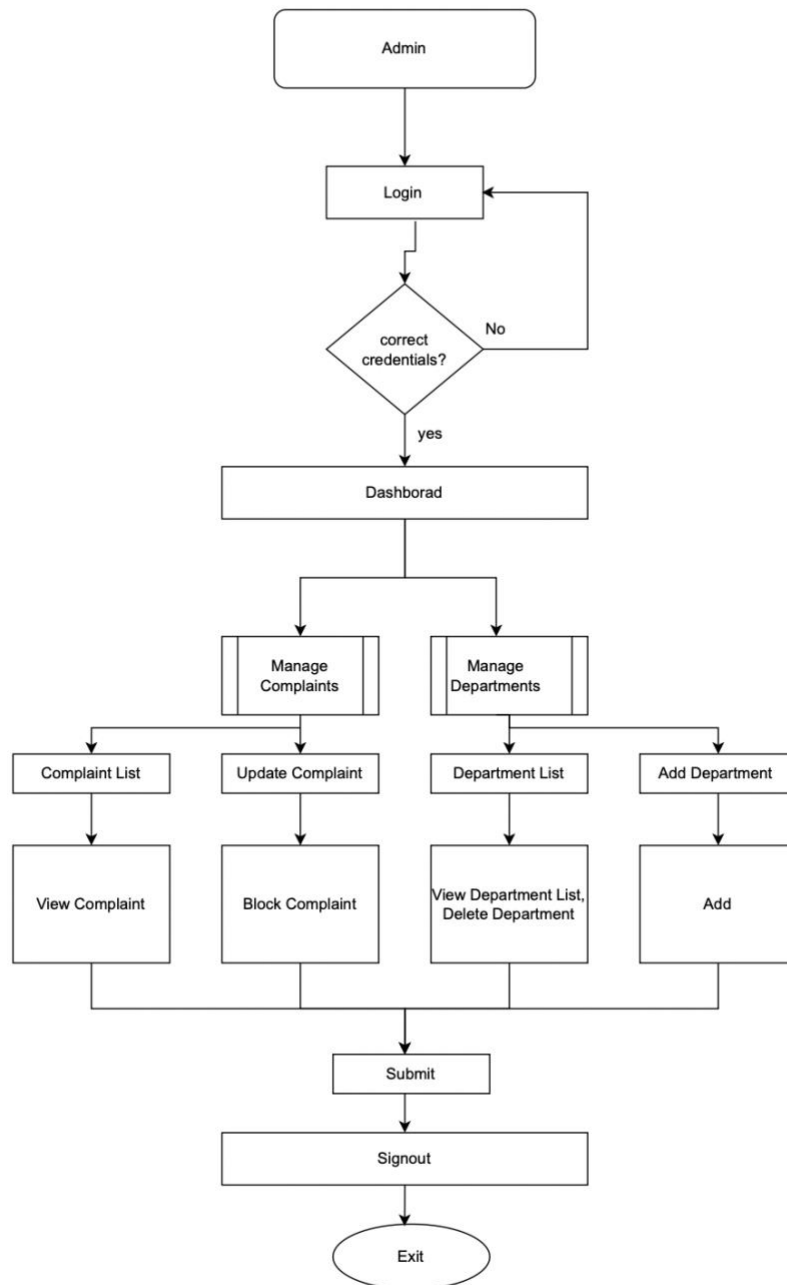 Admin
Login
correct
credentials?
No
yes
Dashborad
Manage
Complaints
Manage
Departments
Complaint List
Update Complaint
Department List
Add Department
View Complaint
Block Complaint
View Department List,
Delete Department
Add
Submit
Signout
Exit